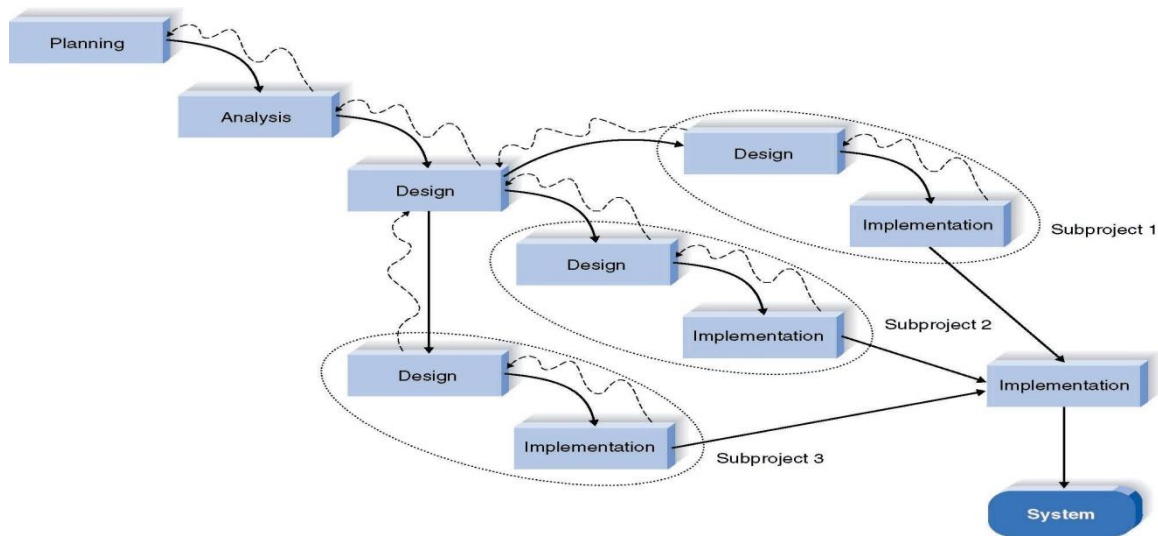 Planning
Analysis
Design
Design
Implementation
Subproject 1
Design
Implementation
Subproject 2
Design
Implementation
Subproject 3
Implementation
System